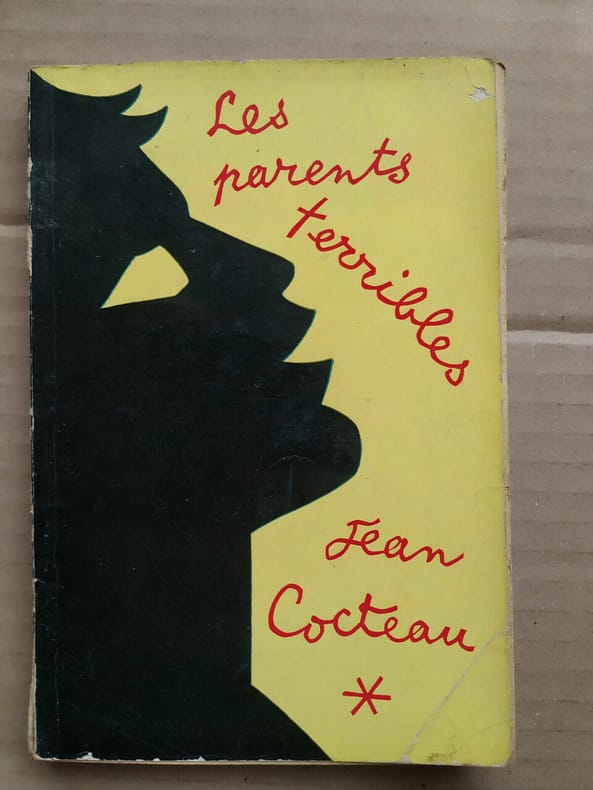 Les
parents
terribles
Jean
Cocteau
*